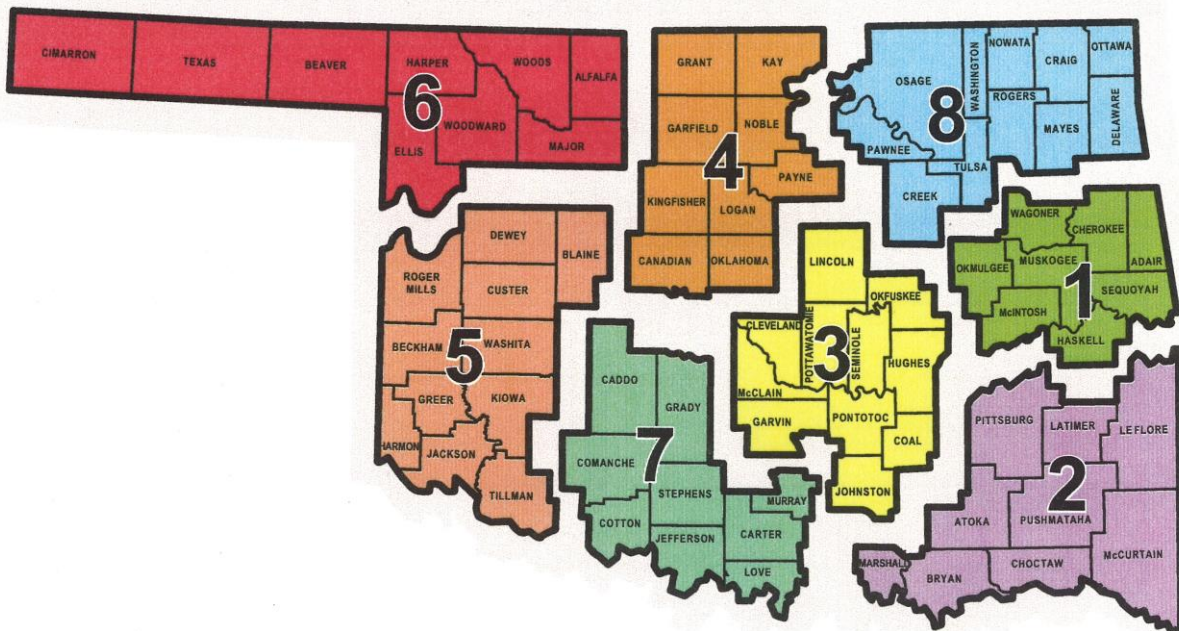 CIMARRON
TEXAS
BEAVER
HARPER
WOODS
ALFALFA
6
WOODWARD
ELLIS
MAJOR
GRANT
KAY
GARFIELD
NOBLE
4
PAYNE
KINGFISHER
LOGAN
CANADIAN
OKLAHOMA
OSAGE
WASHINGTON
NOWATA
CRAIG
OTTAWA
8
ROGERS
MAYES
DELAWARE
PAWNEE
TULSA
CREEK
WAGONER
CHEROKEE
OKMULGEE
MUSKOGEE
ADAIR
1
SEQUOYAH
McINTOSH
HASKELL
DEWEY
BLAINE
ROGER
MILLS
CUSTER
BECKHAM
5
WASHITA
GREER
KIOWA
HARMON
JACKSON
TILLMAN
LINCOLN
OKFUSKEE
CLEVELAND
POTTAWATOMIE
3
SEMINOLE
HUGHES
McCLAIN
GARVIN
PONTOTOC
COAL
JOHNSTON
CADDO
GRADY
7
COMANCHE
STEPHENS
MURRAY
COTTON
JEFFERSON
CARTER
LOVE
PITTSBURG
LATIMER
LE FLORE
2
ATOKA
PUSHMATAHA
McCURTAIN
MARSHALL
BRYAN
CHOCTAW